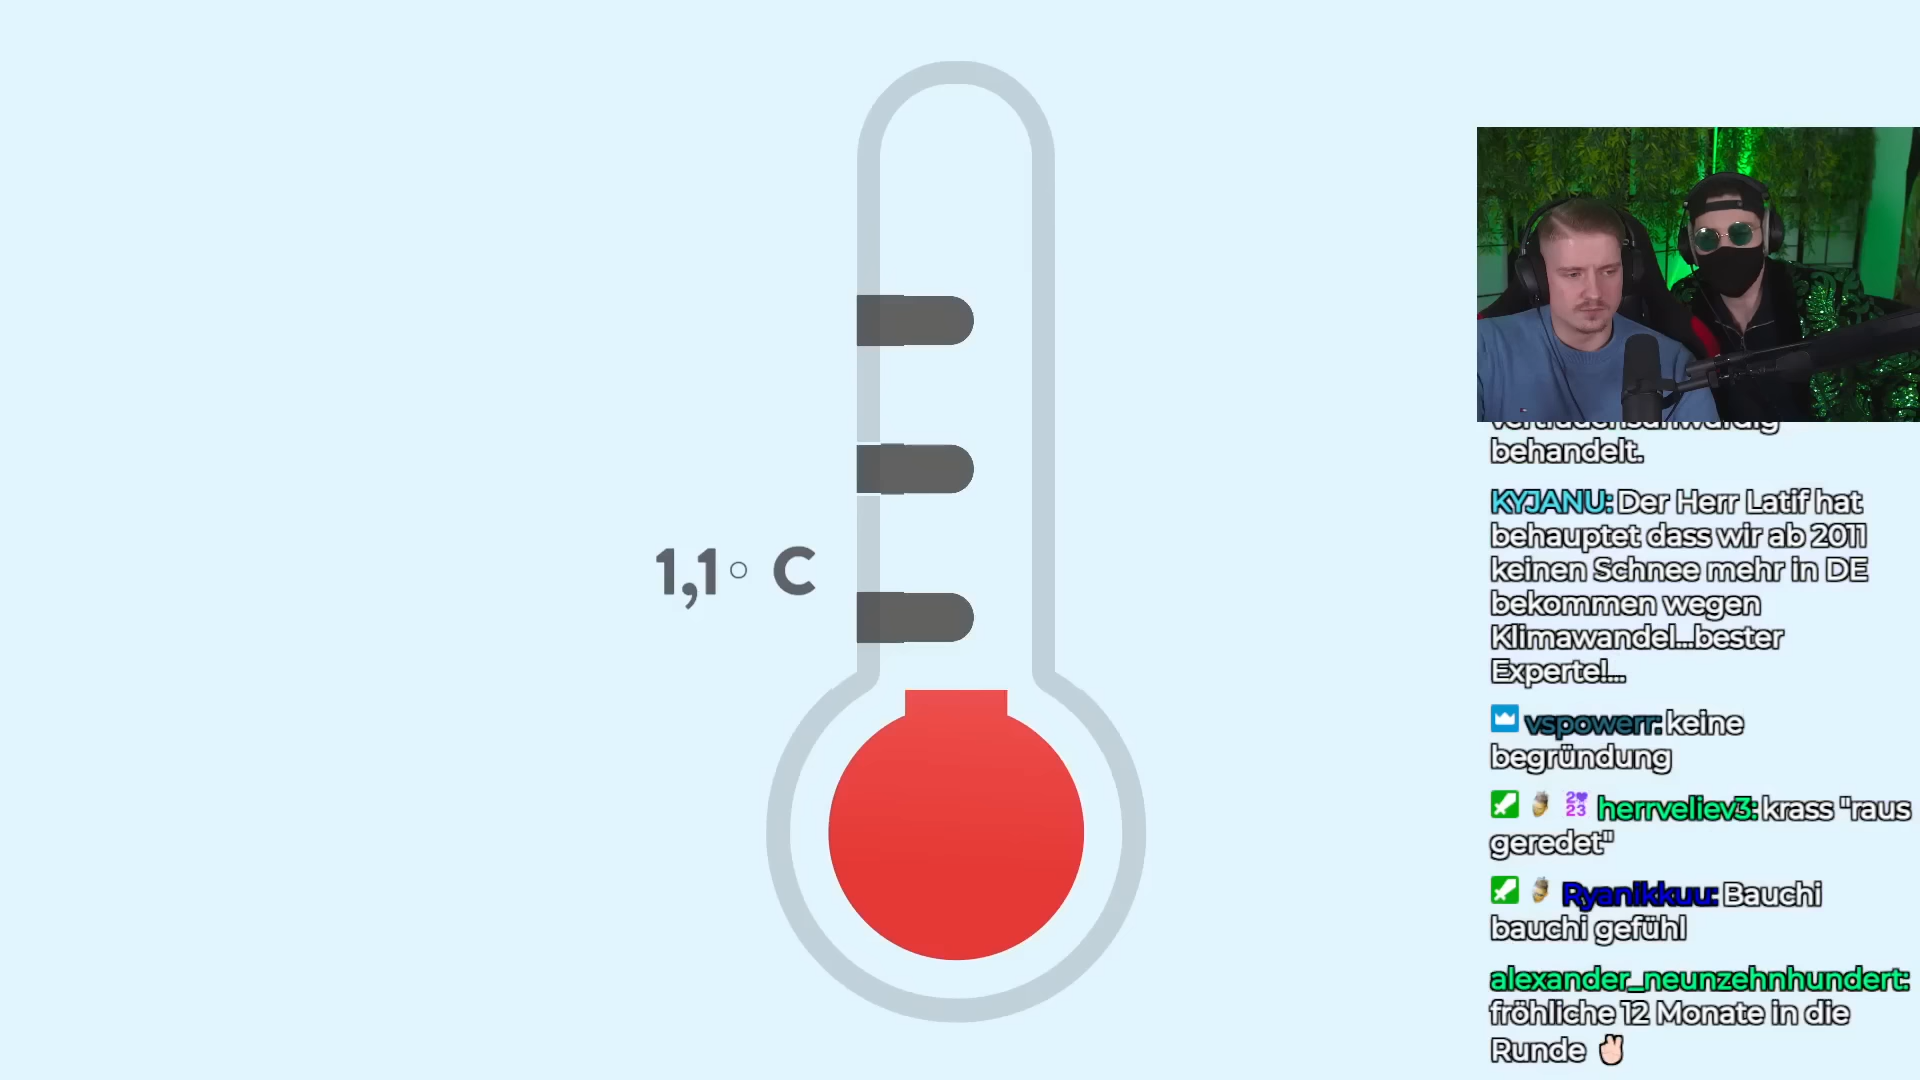 1,1° C
vertrauensunwürdig
behandelt.
KYJANU: Der Herr Latif hat
behauptet dass wir ab 2011
keinen Schnee mehr in DE
bekommen wegen
Klimawandel...bester
Experte!...
vspowerr: keine
begründung
2023 herrveliev3: krass "raus
geredet"
Ryanikkuu: Bauchi
bauchi gefühl
alexander_neunzehnhundert:
fröhliche 12 Monate in die
Runde ✌🏻